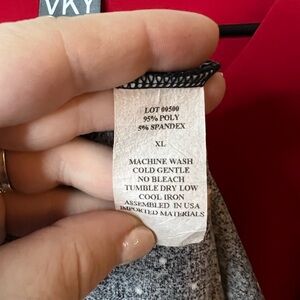 VKY
LOT 00500
95% POLY
5% SPANDEX
XL
MACHINE WASH
COLD GENTLE
NO BLEACH
TUMBLE DRY LOW
COOL IRON
ASSEMBLED IN USA
IMPORTED MATERIALS